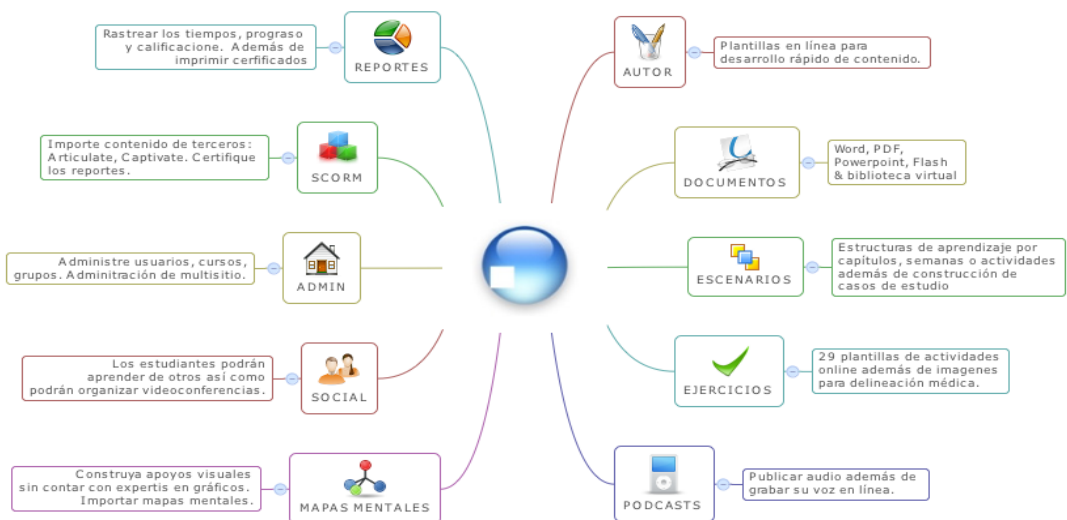 Rastrear los tiempos, prograso
y calificacione. Además de
imprimir cerfificados
REPORTES
Importe contenido de terceros:
Articulate, Captivate. Certifique
los reportes.
SCORM
Administre usuarios, cursos,
grupos. Adminitración de multisitio.
ADMIN
Los estudiantes podrán
aprender de otros así como
podrán organizar videoconferencias.
SOCIAL
Construya apoyos visuales
sin contar con expertis en gráficos.
Importar mapas mentales.
MAPAS MENTALES
AUTOR
Plantillas en línea para
desarrollo rápido de contenido.
DOCUMENTOS
Word, PDF,
Powerpoint, Flash
& biblioteca virtual
ESCENARIOS
Estructuras de aprendizaje por
capítulos, semanas o actividades
además de construcción de
casos de estudio
EJERCICIOS
29 plantillas de actividades
online además de imagenes
para delineación médica.
PODCASTS
Publicar audio además de
grabar su voz en línea.